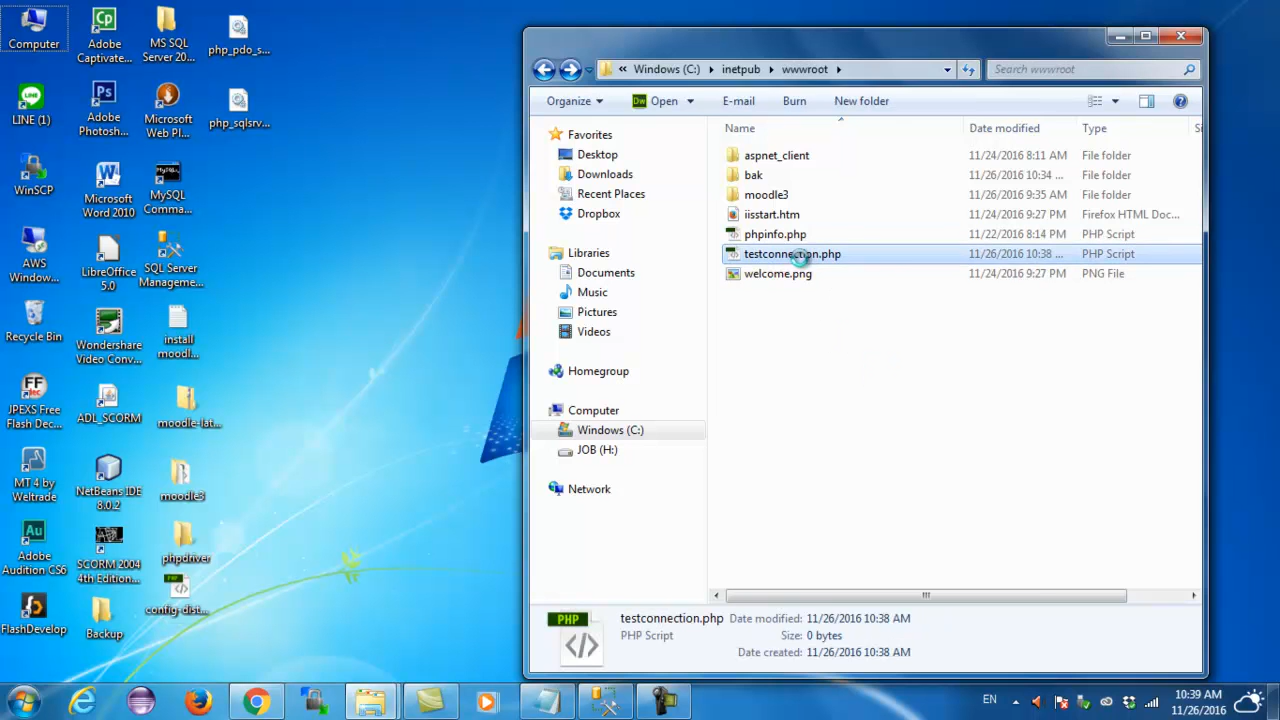 Computer
Adobe
Captivate...
MS SQL
Server 20...
php_pdo_s...
LINE (1)
Adobe
Photosh...
Microsoft
Web Pl...
php_sqlsrv...
WinSCP
Microsoft
Word 2010
MySQL
Comma...
AWS
Window...
LibreOffice
5.0
SQL Server
Manageme...
Recycle Bin
Wondershare
Video Conv...
install
moodl...
JPEXS Free
Flash Dec...
ADL_SCORM
moodle-lat...
MT 4 by
Weltrade
NetBeans IDE
8.0.2
moodle3
Adobe
Audition CS6
SCORM 2004
4th Edition...
phpdriver
config-dist...
FlashDevelop
Backup
« Windows (C:) inetpub wwwroot
Search wwwroot
Organize Open E-mail Burn New folder
Favorites
Desktop
Downloads
Recent Places
Dropbox
Libraries
Documents
Music
Pictures
Videos
Homegroup
Computer
Windows (C:)
JOB (H:)
Network
Name Date modified Type Si
aspnet_client 11/24/2016 8:11 AM File folder
bak 11/26/2016 10:34 ... File folder
moodle3 11/26/2016 9:35 AM File folder
iisstart.htm 11/24/2016 9:27 PM Firefox HTML Doc...
phpinfo.php 11/22/2016 8:14 PM PHP Script
testconnection.php 11/26/2016 10:38 ... PHP Script
welcome.png 11/24/2016 9:27 PM PNG File
PHP
testconnection.php Date modified: 11/26/2016 10:38 AM
PHP Script Size: 0 bytes
Date created: 11/26/2016 10:38 AM
EN
10:39 AM
11/26/2016